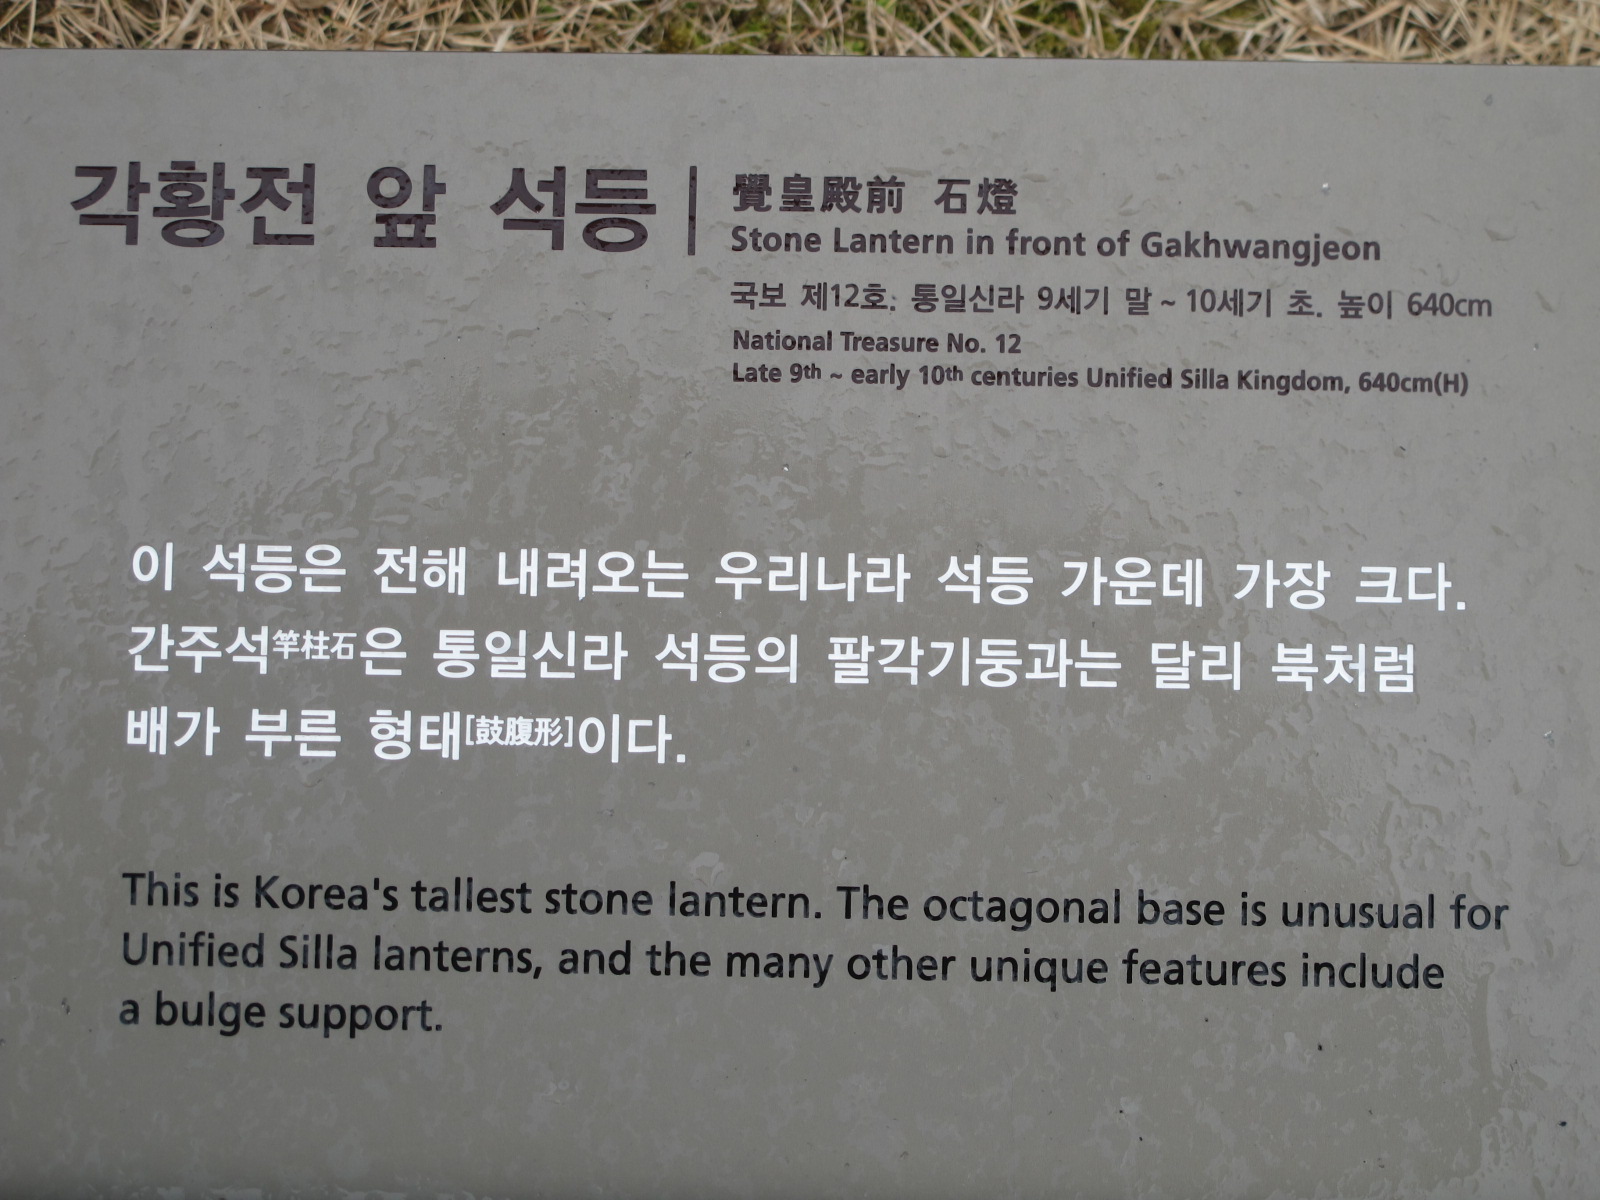 각황전 앞 석등
覺皇殿前 石燈
Stone Lantern in front of Gakhwangjeon
국보 제12호. 통일신라 9세기 말 ~ 10세기 초. 높이 640cm
National Treasure No. 12
Late 9th ~ early 10th centuries Unified Silla Kingdom, 640cm(H)
이 석등은 전해 내려오는 우리나라 석등 가운데 가장 크다.
간주석竿柱石은 통일신라 석등의 팔각기둥과는 달리 북처럼
배가 부른 형태[鼓腹形]이다.
This is Korea's tallest stone lantern. The octagonal base is unusual for
Unified Silla lanterns, and the many other unique features include
a bulge support.